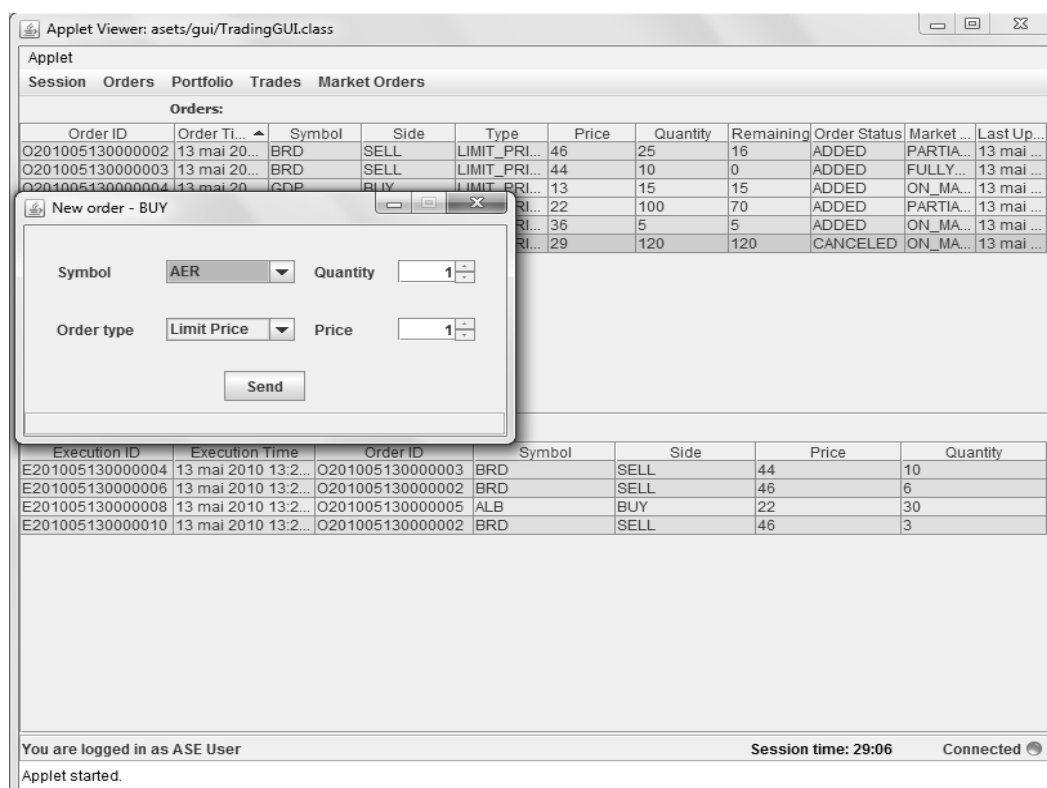 Applet Viewer: asets/gui/TradingGUI.class
Applet
Session Orders Portfolio Trades Market Orders
Orders:
Order ID Order Ti... Symbol Side Type Price Quantity Remaining Order Status Market ... Last Up...
O201005130000002 13 mai 20... BRD SELL LIMIT_PRI... 46 25 16 ADDED PARTIA... 13 mai ...
O201005130000003 13 mai 20... BRD SELL LIMIT_PRI... 44 10 0 ADDED FULLY... 13 mai ...
O201005130000004 13 mai 20... GDP BUY LIMIT_PRI... 13 15 15 ADDED ON_MA... 13 mai ...
RI... 22 100 70 ADDED PARTIA... 13 mai ...
RI... 36 5 5 ADDED ON_MA... 13 mai ...
RI... 29 120 120 CANCELED ON_MA... 13 mai ...
New order - BUY
Symbol AER Quantity 1
Order type Limit Price Price 1
Send
Execution ID Execution Time Order ID Symbol Side Price Quantity
E201005130000004 13 mai 2010 13:2... O201005130000003 BRD SELL 44 10
E201005130000006 13 mai 2010 13:2... O201005130000002 BRD SELL 46 6
E201005130000008 13 mai 2010 13:2... O201005130000005 ALB BUY 22 30
E201005130000010 13 mai 2010 13:2... O201005130000002 BRD SELL 46 3
You are logged in as ASE User Session time: 29:06 Connected
Applet started.